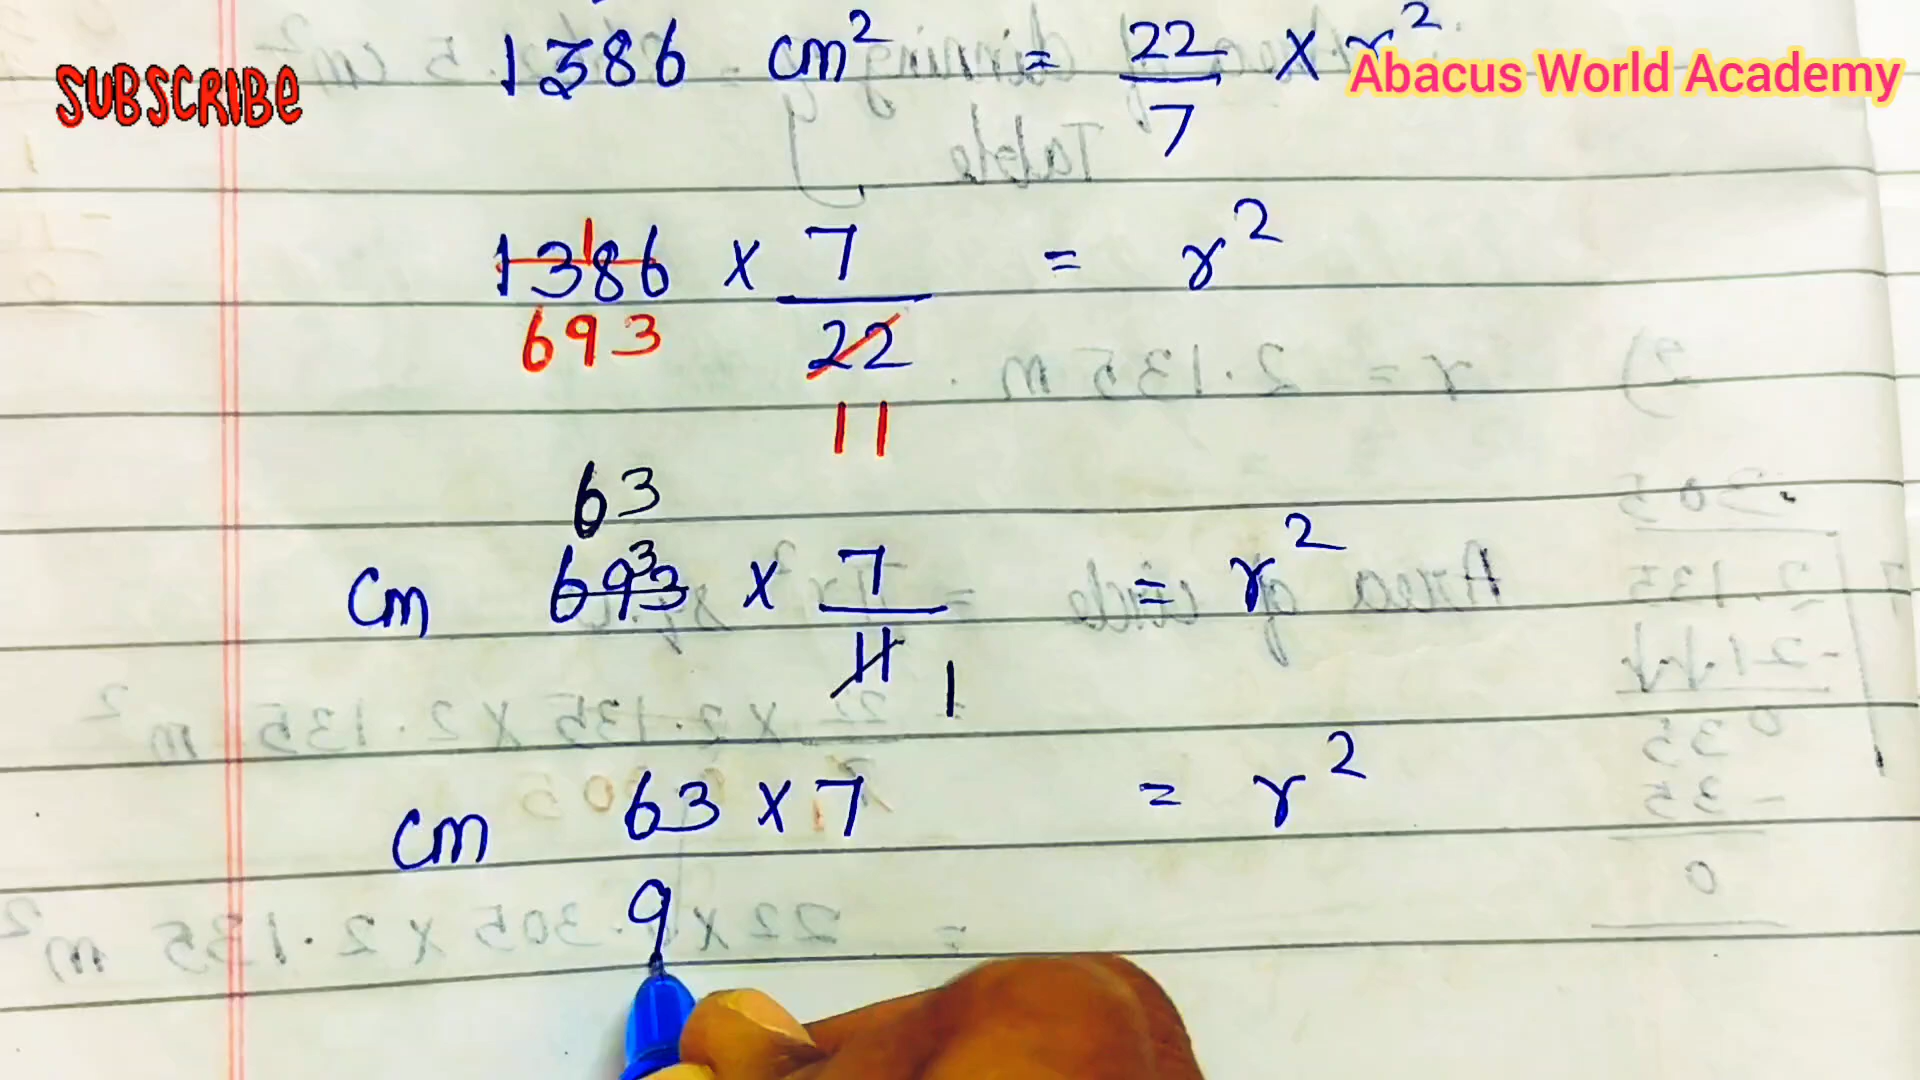 1386 cm² = 22/7 × r²
SUBSCRIBE
Abacus World Academy
1386 × 7/22 = r²
693
11
63
cm 693 × 7/11 = r²
1
cm 63 × 7 = r²
9